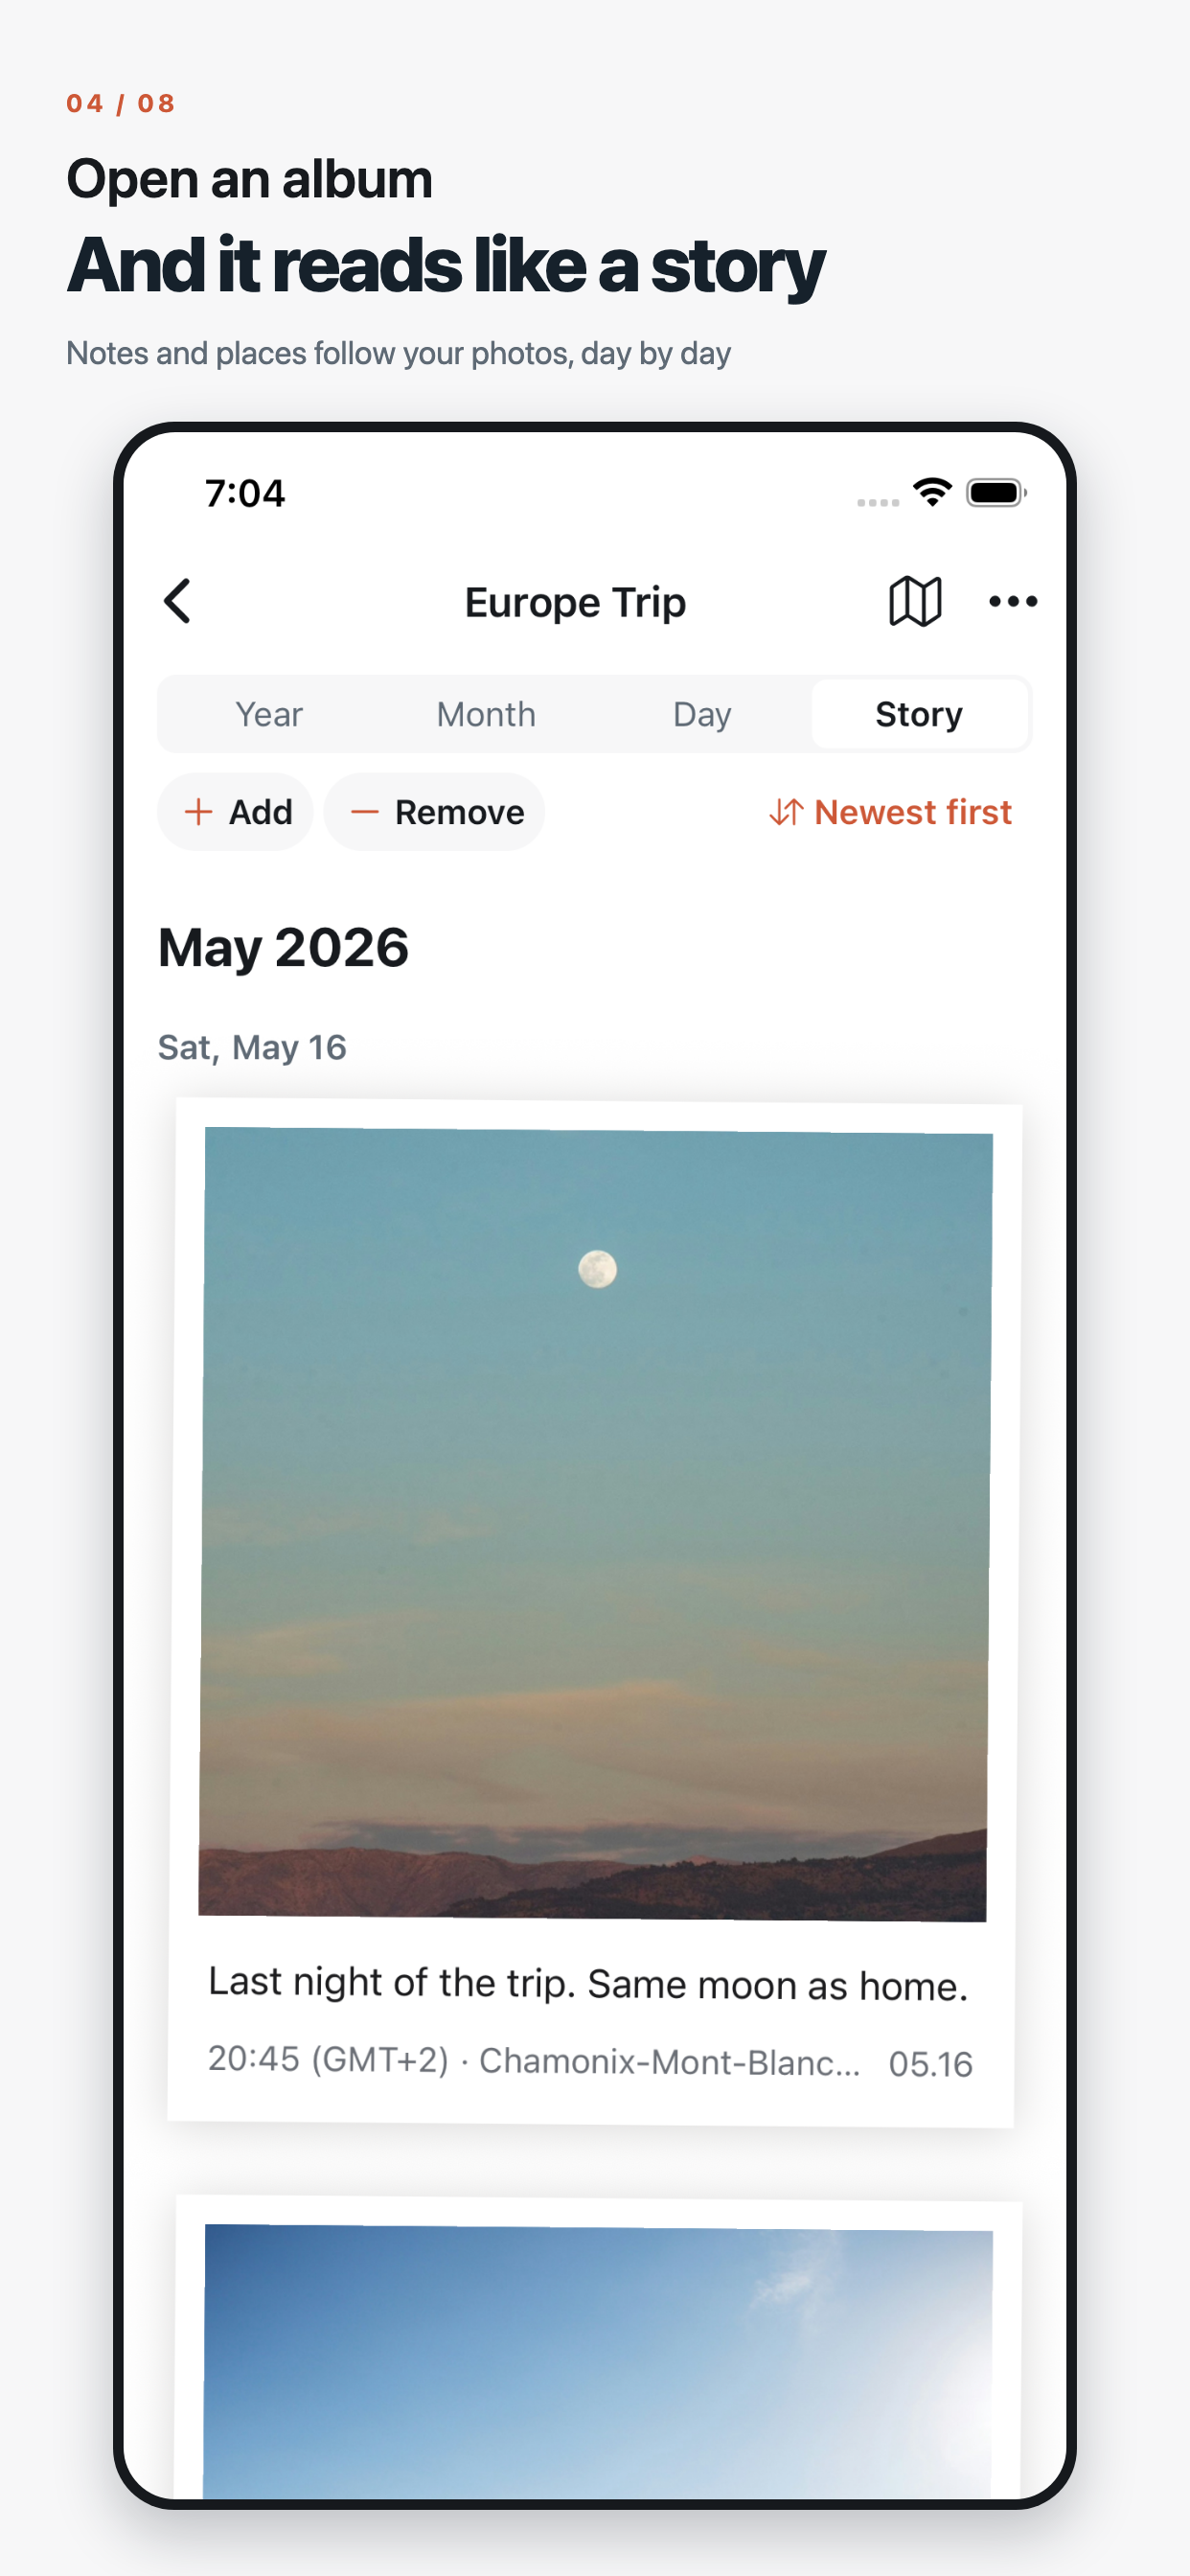 04 / 08
Open an album
And it reads like a story
Notes and places follow your photos, day by day
7:04
Europe Trip
Year Month Day Story
Add Remove Newest first
May 2026
Sat, May 16
Last night of the trip. Same moon as home.
20:45 (GMT+2) · Chamonix-Mont-Blanc... 05.16